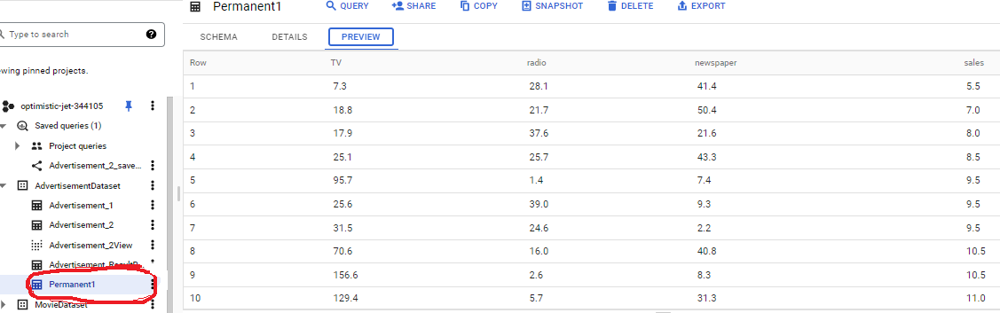 Permanent1 QUERY SHARE COPY SNAPSHOT DELETE EXPORT
Type to search
SCHEMA DETAILS PREVIEW
wing pinned projects.
Row TV radio newspaper sales
1 7.3 28.1 41.4 5.5
2 18.8 21.7 50.4 7.0
3 17.9 37.6 21.6 8.0
4 25.1 25.7 43.3 8.5
5 95.7 1.4 7.4 9.5
6 25.6 39.0 9.3 9.5
7 31.5 24.6 2.2 9.5
8 70.6 16.0 40.8 10.5
9 156.6 2.6 8.3 10.5
10 129.4 5.7 31.3 11.0
optimistic-jet-344105
Saved queries (1)
Project queries
Advertisement_2_save...
AdvertisementDataset
Advertisement_1
Advertisement_2
Advertisement_2View
Permanent1
MovieDataset